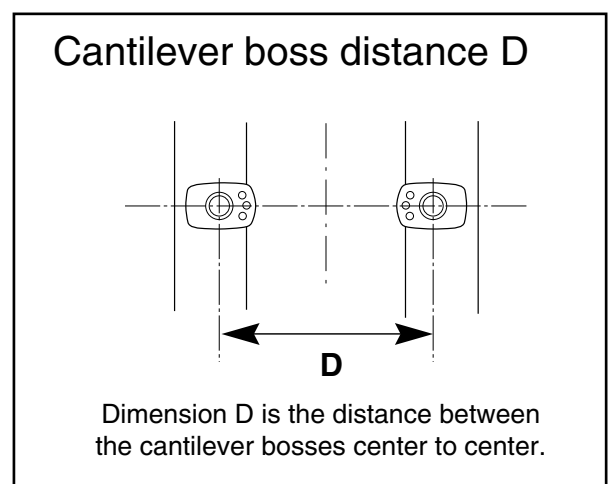 Cantilever boss distance D
D
Dimension D is the distance between
the cantilever bosses center to center.